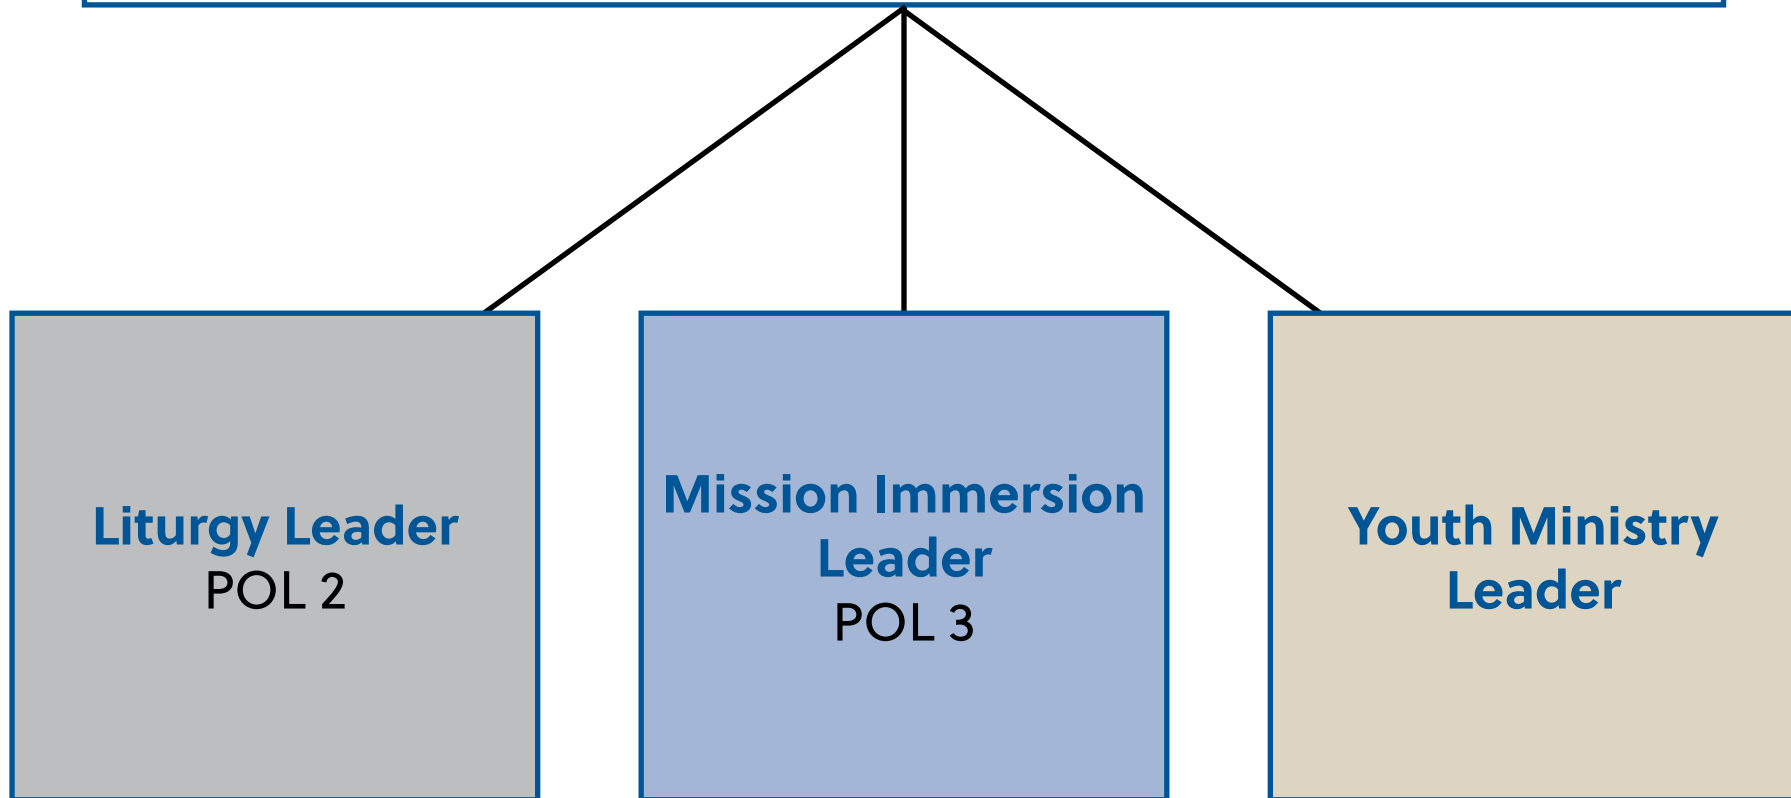 Liturgy Leader
POL 2
Mission Immersion
Leader
POL 3
Youth Ministry
Leader